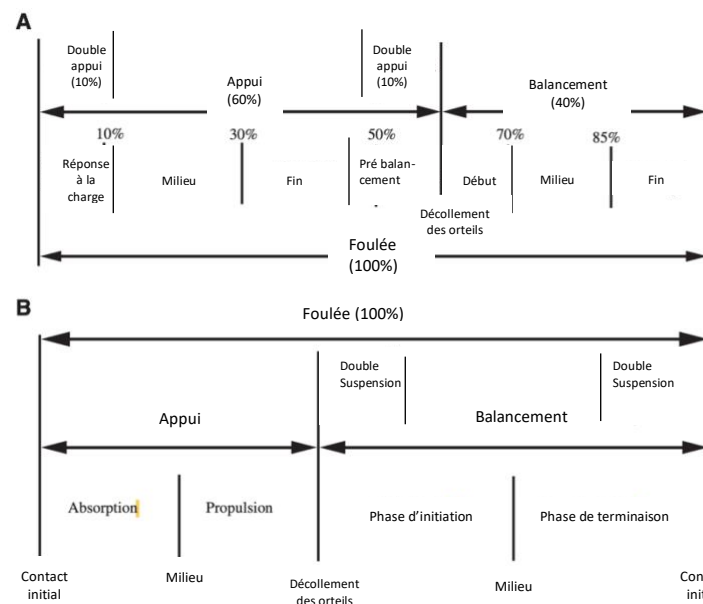 A
Double
appui
(10%)
Appui
(60%)
Double
appui
(10%)
Balancement
(40%)
10%
30%
50%
70%
85%
Réponse
à la
charge
Milieu
Fin
Pré balan-
cement
Début
Milieu
Fin
Décollement
des orteils
Foulée
(100%)
B
Foulée (100%)
Double
Suspension
Double
Suspension
Appui
Balancement
Absorption
Propulsion
Phase d'initiation
Phase de terminaison
Contact
initial
Milieu
Décollement
des orteils
Milieu
Con
init